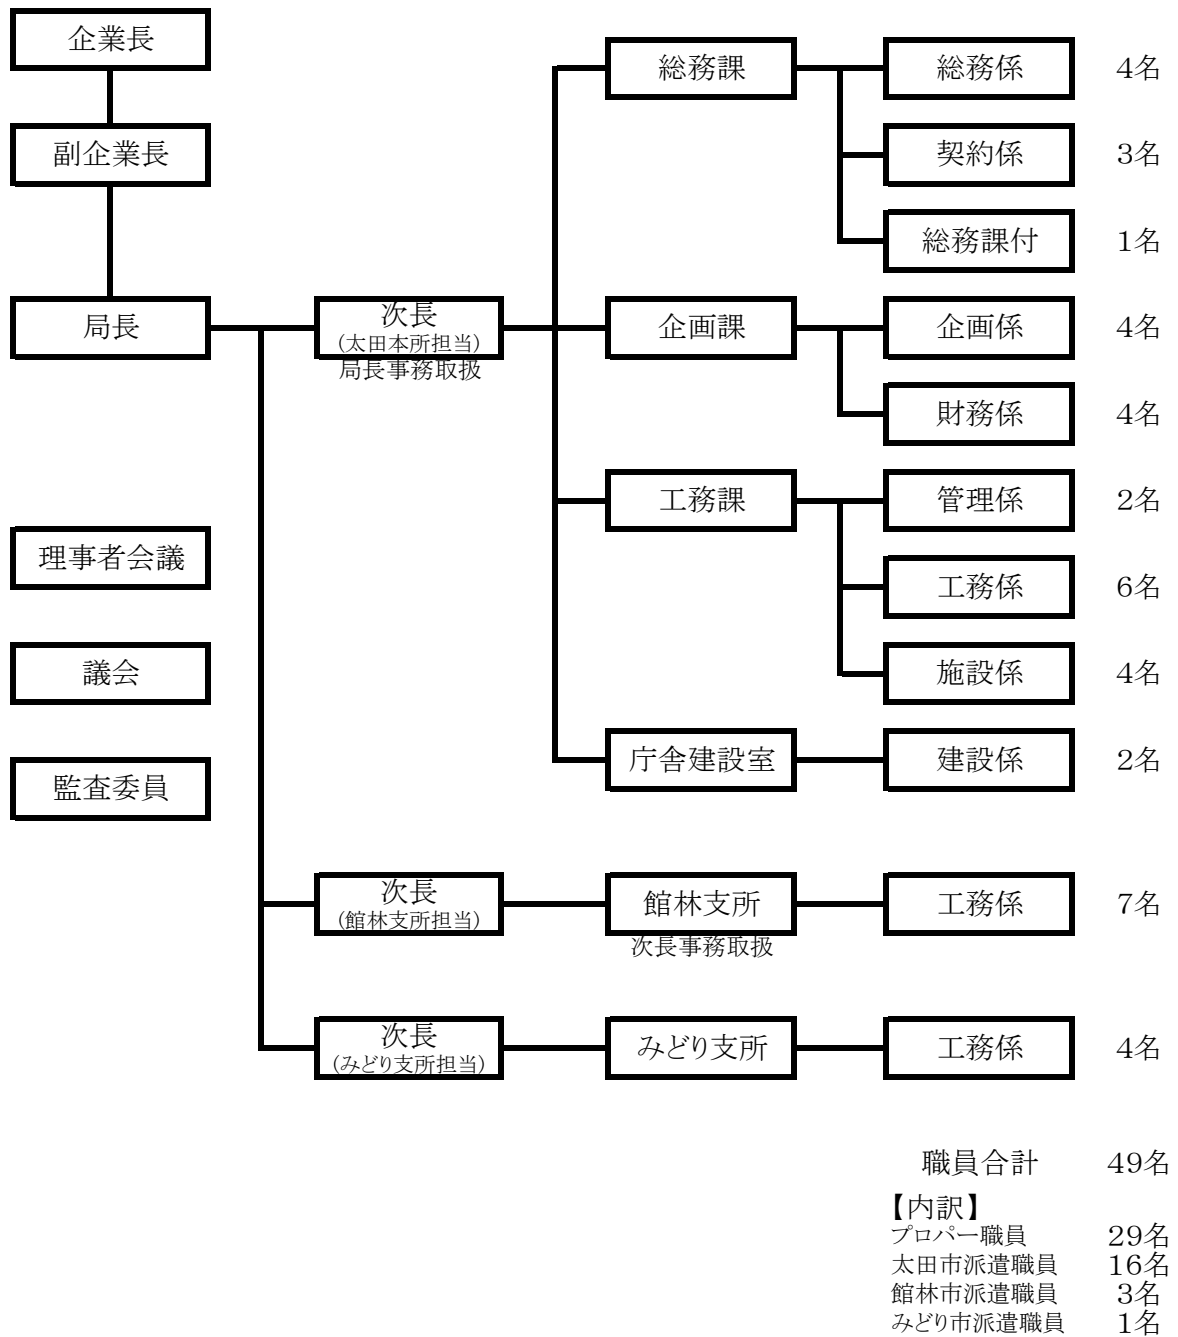 企業長
副企業長
局長
理事者会議
議会
監査委員
次長
(太田本所担当)
局長事務取扱
総務課
総務係 4名
契約係 3名
総務課付 1名
企画課
企画係 4名
財務係 4名
工務課
管理係 2名
工務係 6名
施設係 4名
庁舎建設室
建設係 2名
次長
(館林支所担当)
館林支所
次長事務取扱
工務係 7名
次長
(みどり支所担当)
みどり支所
工務係 4名
職員合計 49名
【内訳】
プロパー職員 29名
太田市派遣職員 16名
館林市派遣職員 3名
みどり市派遣職員 1名